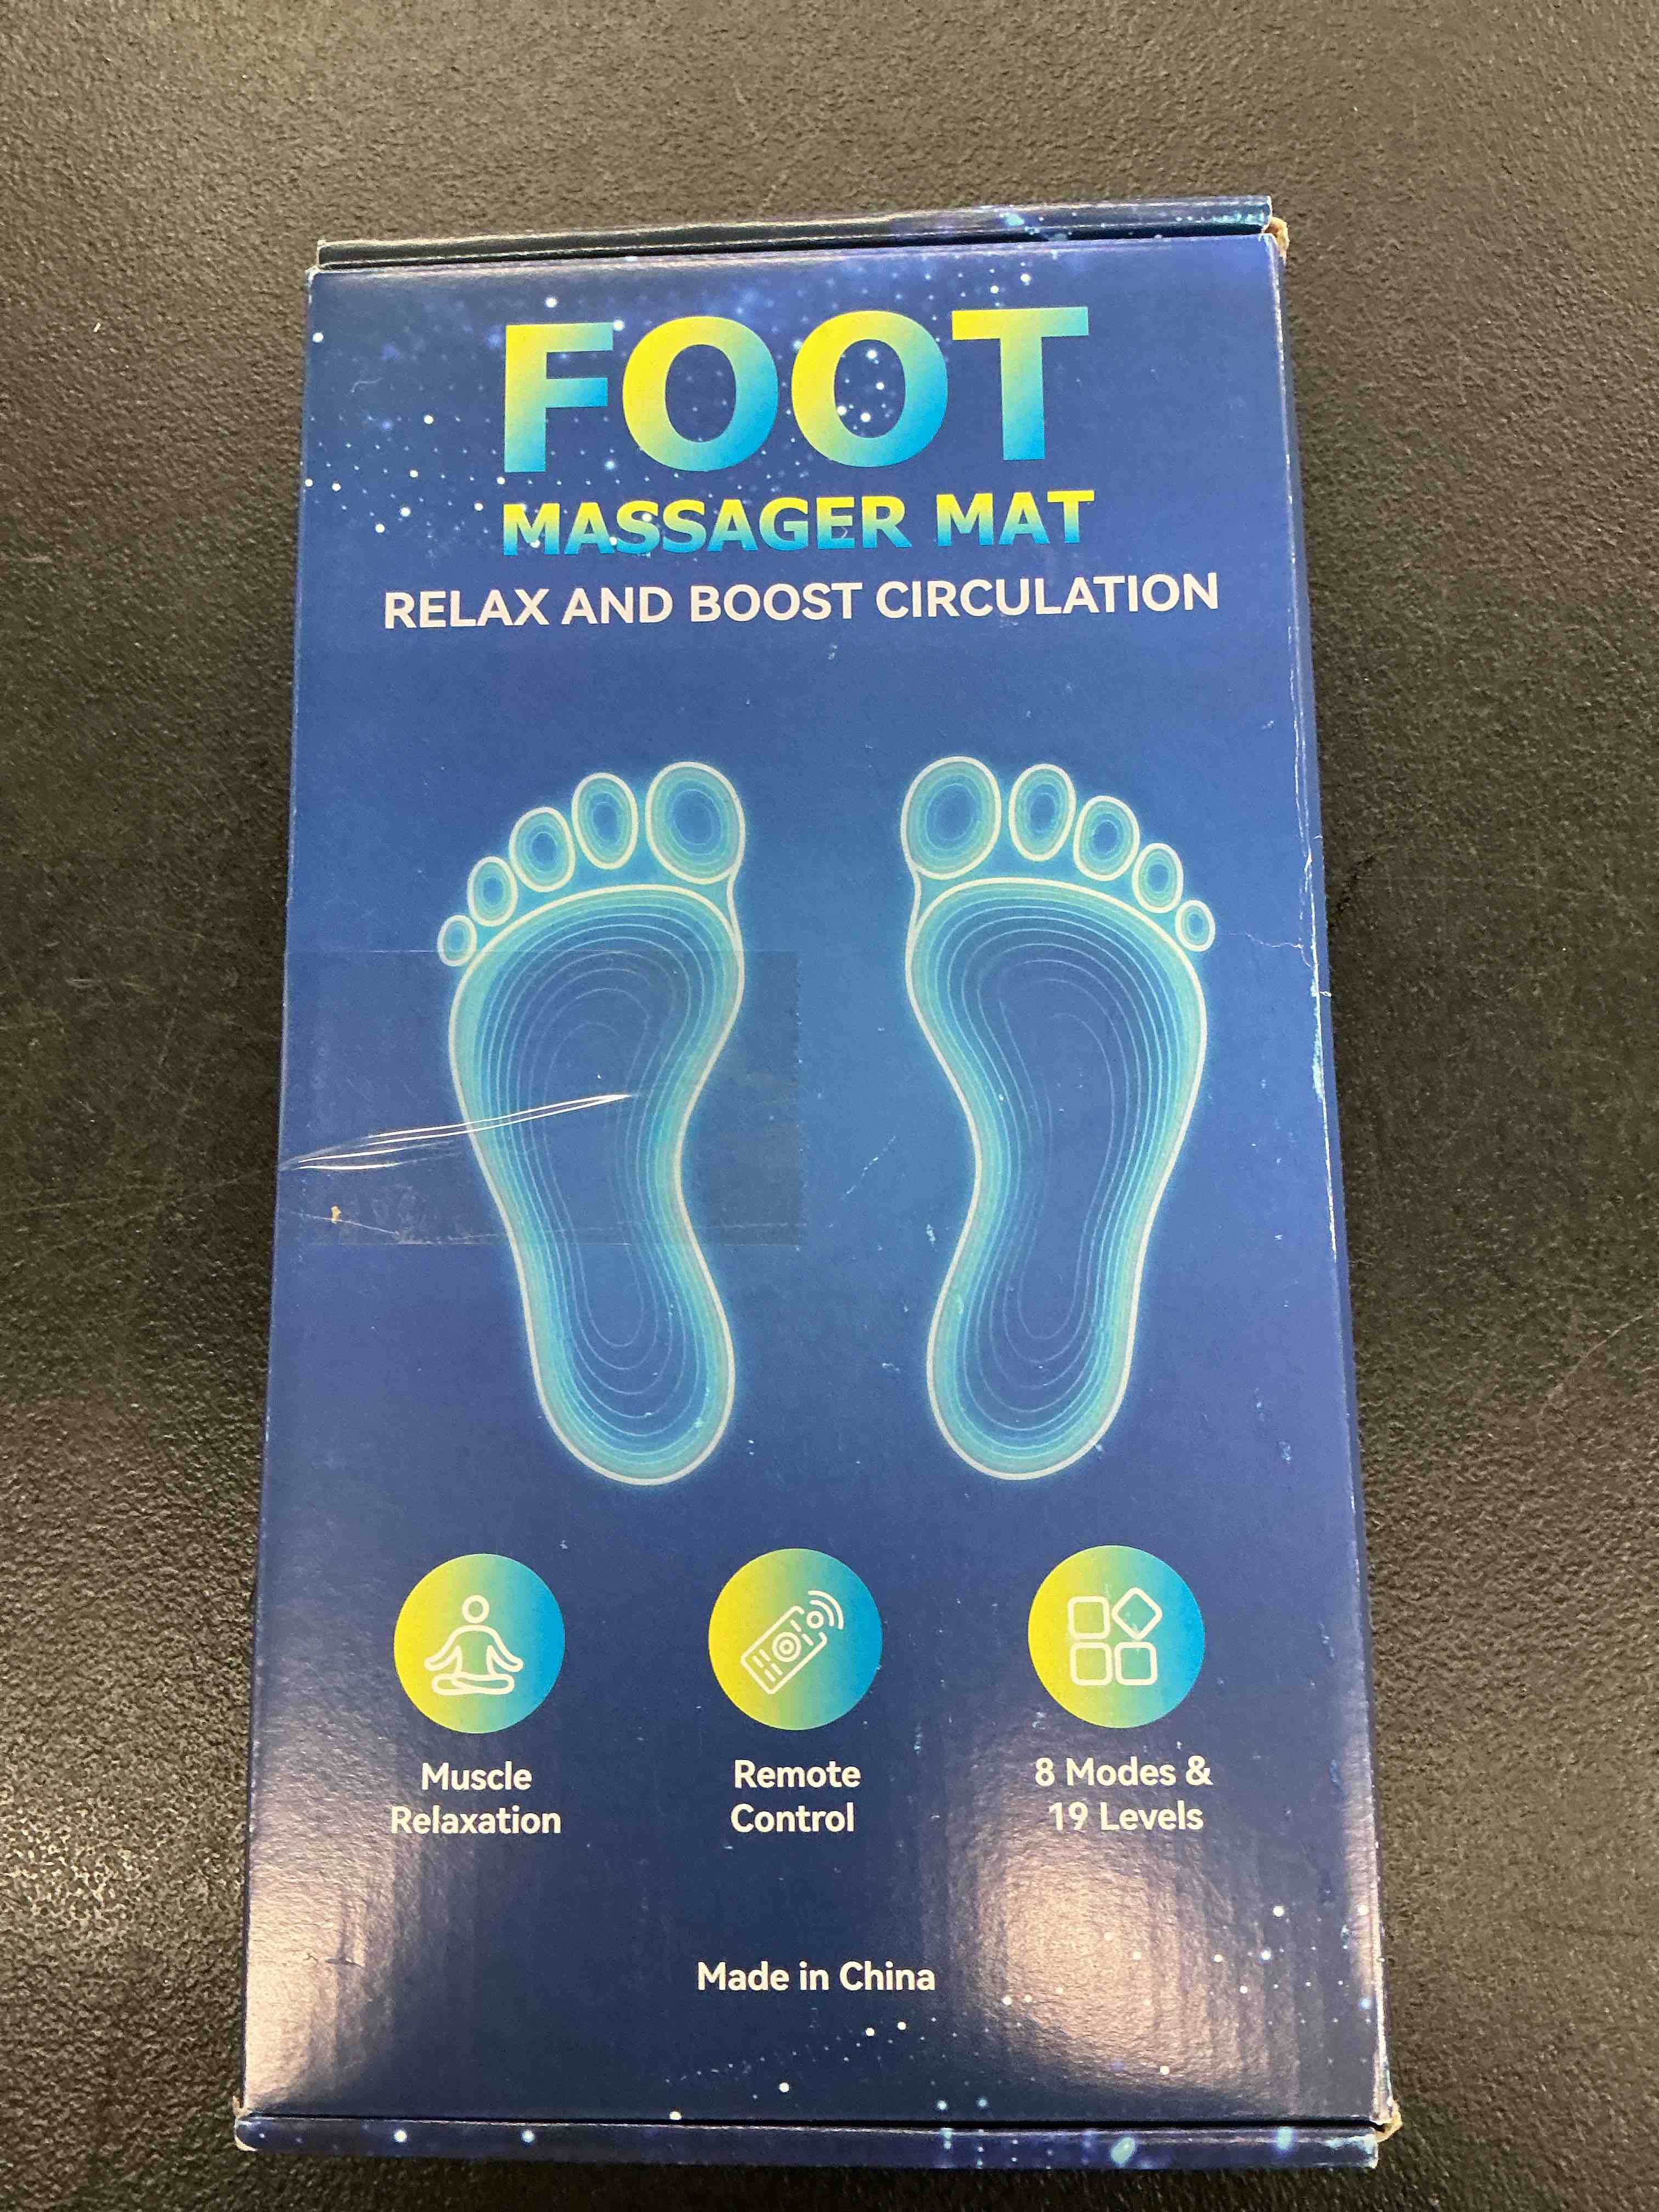 FOOT
MASSAGER MAT
RELAX AND BOOST CIRCULATION
Muscle
Relaxation
Remote
Control
8 Modes &
19 Levels
Made in China